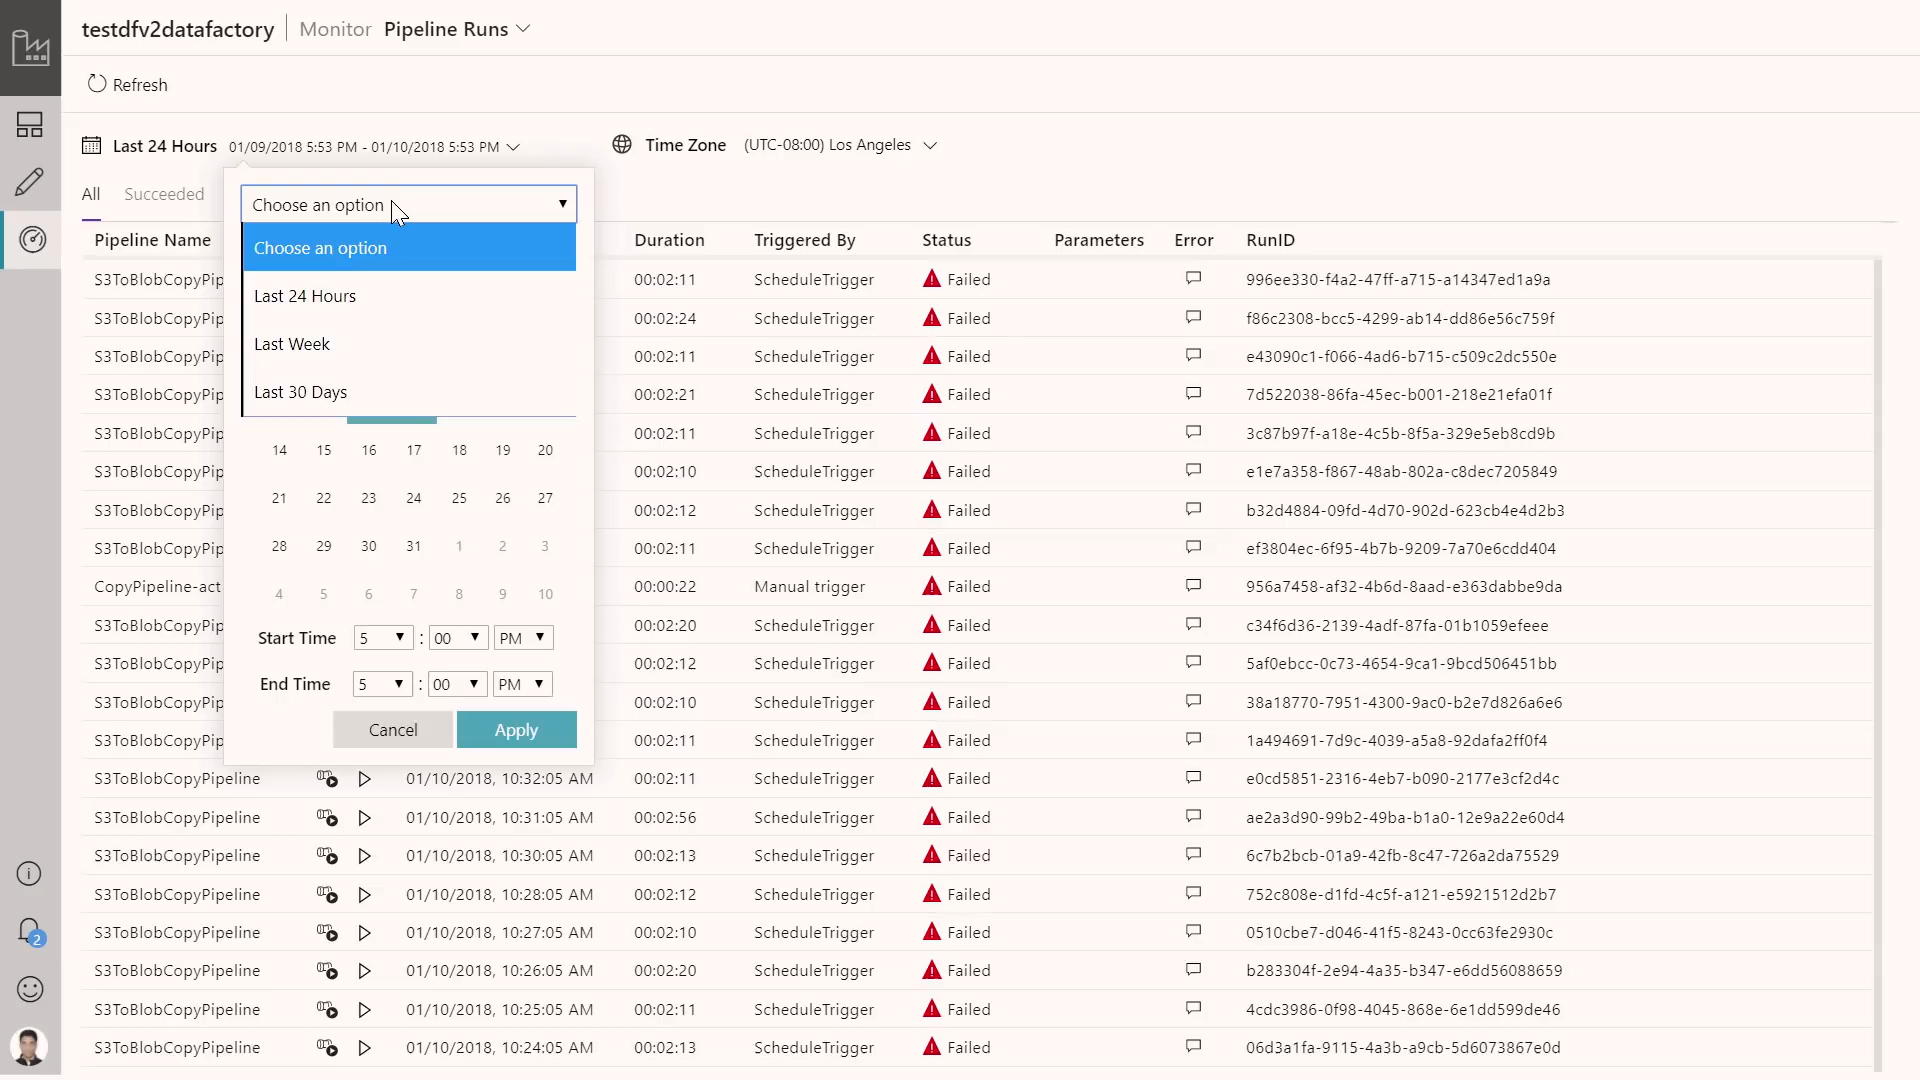 testdfv2datafactory Monitor Pipeline Runs
Refresh
Last 24 Hours 01/09/2018 5:53 PM - 01/10/2018 5:53 PM Time Zone (UTC-08:00) Los Angeles
All Succeeded
Choose an option
Choose an option
Last 24 Hours
Last Week
Last 30 Days
14 15 16 17 18 19 20
21 22 23 24 25 26 27
28 29 30 31 1 2 3
4 5 6 7 8 9 10
Start Time 5 : 00 PM
End Time 5 : 00 PM
Cancel Apply
Pipeline Name Duration Triggered By Status Parameters Error RunID
S3ToBlobCopyPip 00:02:11 ScheduleTrigger Failed 996ee330-f4a2-47ff-a715-a14347ed1a9a
S3ToBlobCopyPip 00:02:24 ScheduleTrigger Failed f86c2308-bcc5-4299-ab14-dd86e56c759f
S3ToBlobCopyPip 00:02:11 ScheduleTrigger Failed e43090c1-f066-4ad6-b715-c509c2dc550e
S3ToBlobCopyPip 00:02:21 ScheduleTrigger Failed 7d522038-86fa-45ec-b001-218e21efa01f
S3ToBlobCopyPip 00:02:11 ScheduleTrigger Failed 3c87b97f-a18e-4c5b-8f5a-329e5eb8cd9b
S3ToBlobCopyPip 00:02:10 ScheduleTrigger Failed e1e7a358-f867-48ab-802a-c8dec7205849
S3ToBlobCopyPip 00:02:12 ScheduleTrigger Failed b32d4884-09fd-4d70-902d-623cb4e4d2b3
S3ToBlobCopyPip 00:02:11 ScheduleTrigger Failed ef3804ec-6f95-4b7b-9209-7a70e6cdd404
CopyPipeline-act 00:00:22 Manual trigger Failed 956a7458-af32-4b6d-8aad-e363dabbe9da
S3ToBlobCopyPip 00:02:20 ScheduleTrigger Failed c34f6d36-2139-4adf-87fa-01b1059efeee
S3ToBlobCopyPip 00:02:12 ScheduleTrigger Failed 5af0ebcc-0c73-4654-9ca1-9bcd506451bb
S3ToBlobCopyPip 00:02:10 ScheduleTrigger Failed 38a18770-7951-4300-9ac0-b2e7d826a6e6
S3ToBlobCopyPip 00:02:11 ScheduleTrigger Failed 1a494691-7d9c-4039-a5a8-92dafa2ff0f4
S3ToBlobCopyPipeline 01/10/2018, 10:32:05 AM 00:02:11 ScheduleTrigger Failed e0cd5851-2316-4eb7-b090-2177e3cf2d4c
S3ToBlobCopyPipeline 01/10/2018, 10:31:05 AM 00:02:56 ScheduleTrigger Failed ae2a3d90-99b2-49ba-b1a0-12e9a22e60d4
S3ToBlobCopyPipeline 01/10/2018, 10:30:05 AM 00:02:13 ScheduleTrigger Failed 6c7b2bcb-01a9-42fb-8c47-726a2da75529
S3ToBlobCopyPipeline 01/10/2018, 10:28:05 AM 00:02:12 ScheduleTrigger Failed 752c808e-d1fd-4c5f-a121-e5921512d2b7
S3ToBlobCopyPipeline 01/10/2018, 10:27:05 AM 00:02:10 ScheduleTrigger Failed 0510cbe7-d046-41f5-8243-0cc63fe2930c
S3ToBlobCopyPipeline 01/10/2018, 10:26:05 AM 00:02:20 ScheduleTrigger Failed b283304f-2e94-4a35-b347-e6dd56088659
S3ToBlobCopyPipeline 01/10/2018, 10:25:05 AM 00:02:11 ScheduleTrigger Failed 4cdc3986-0f98-4045-868e-6e1dd599de46
S3ToBlobCopyPipeline 01/10/2018, 10:24:05 AM 00:02:13 ScheduleTrigger Failed 06d3a1fa-9115-4a3b-a9cb-5d6073867e0d
2